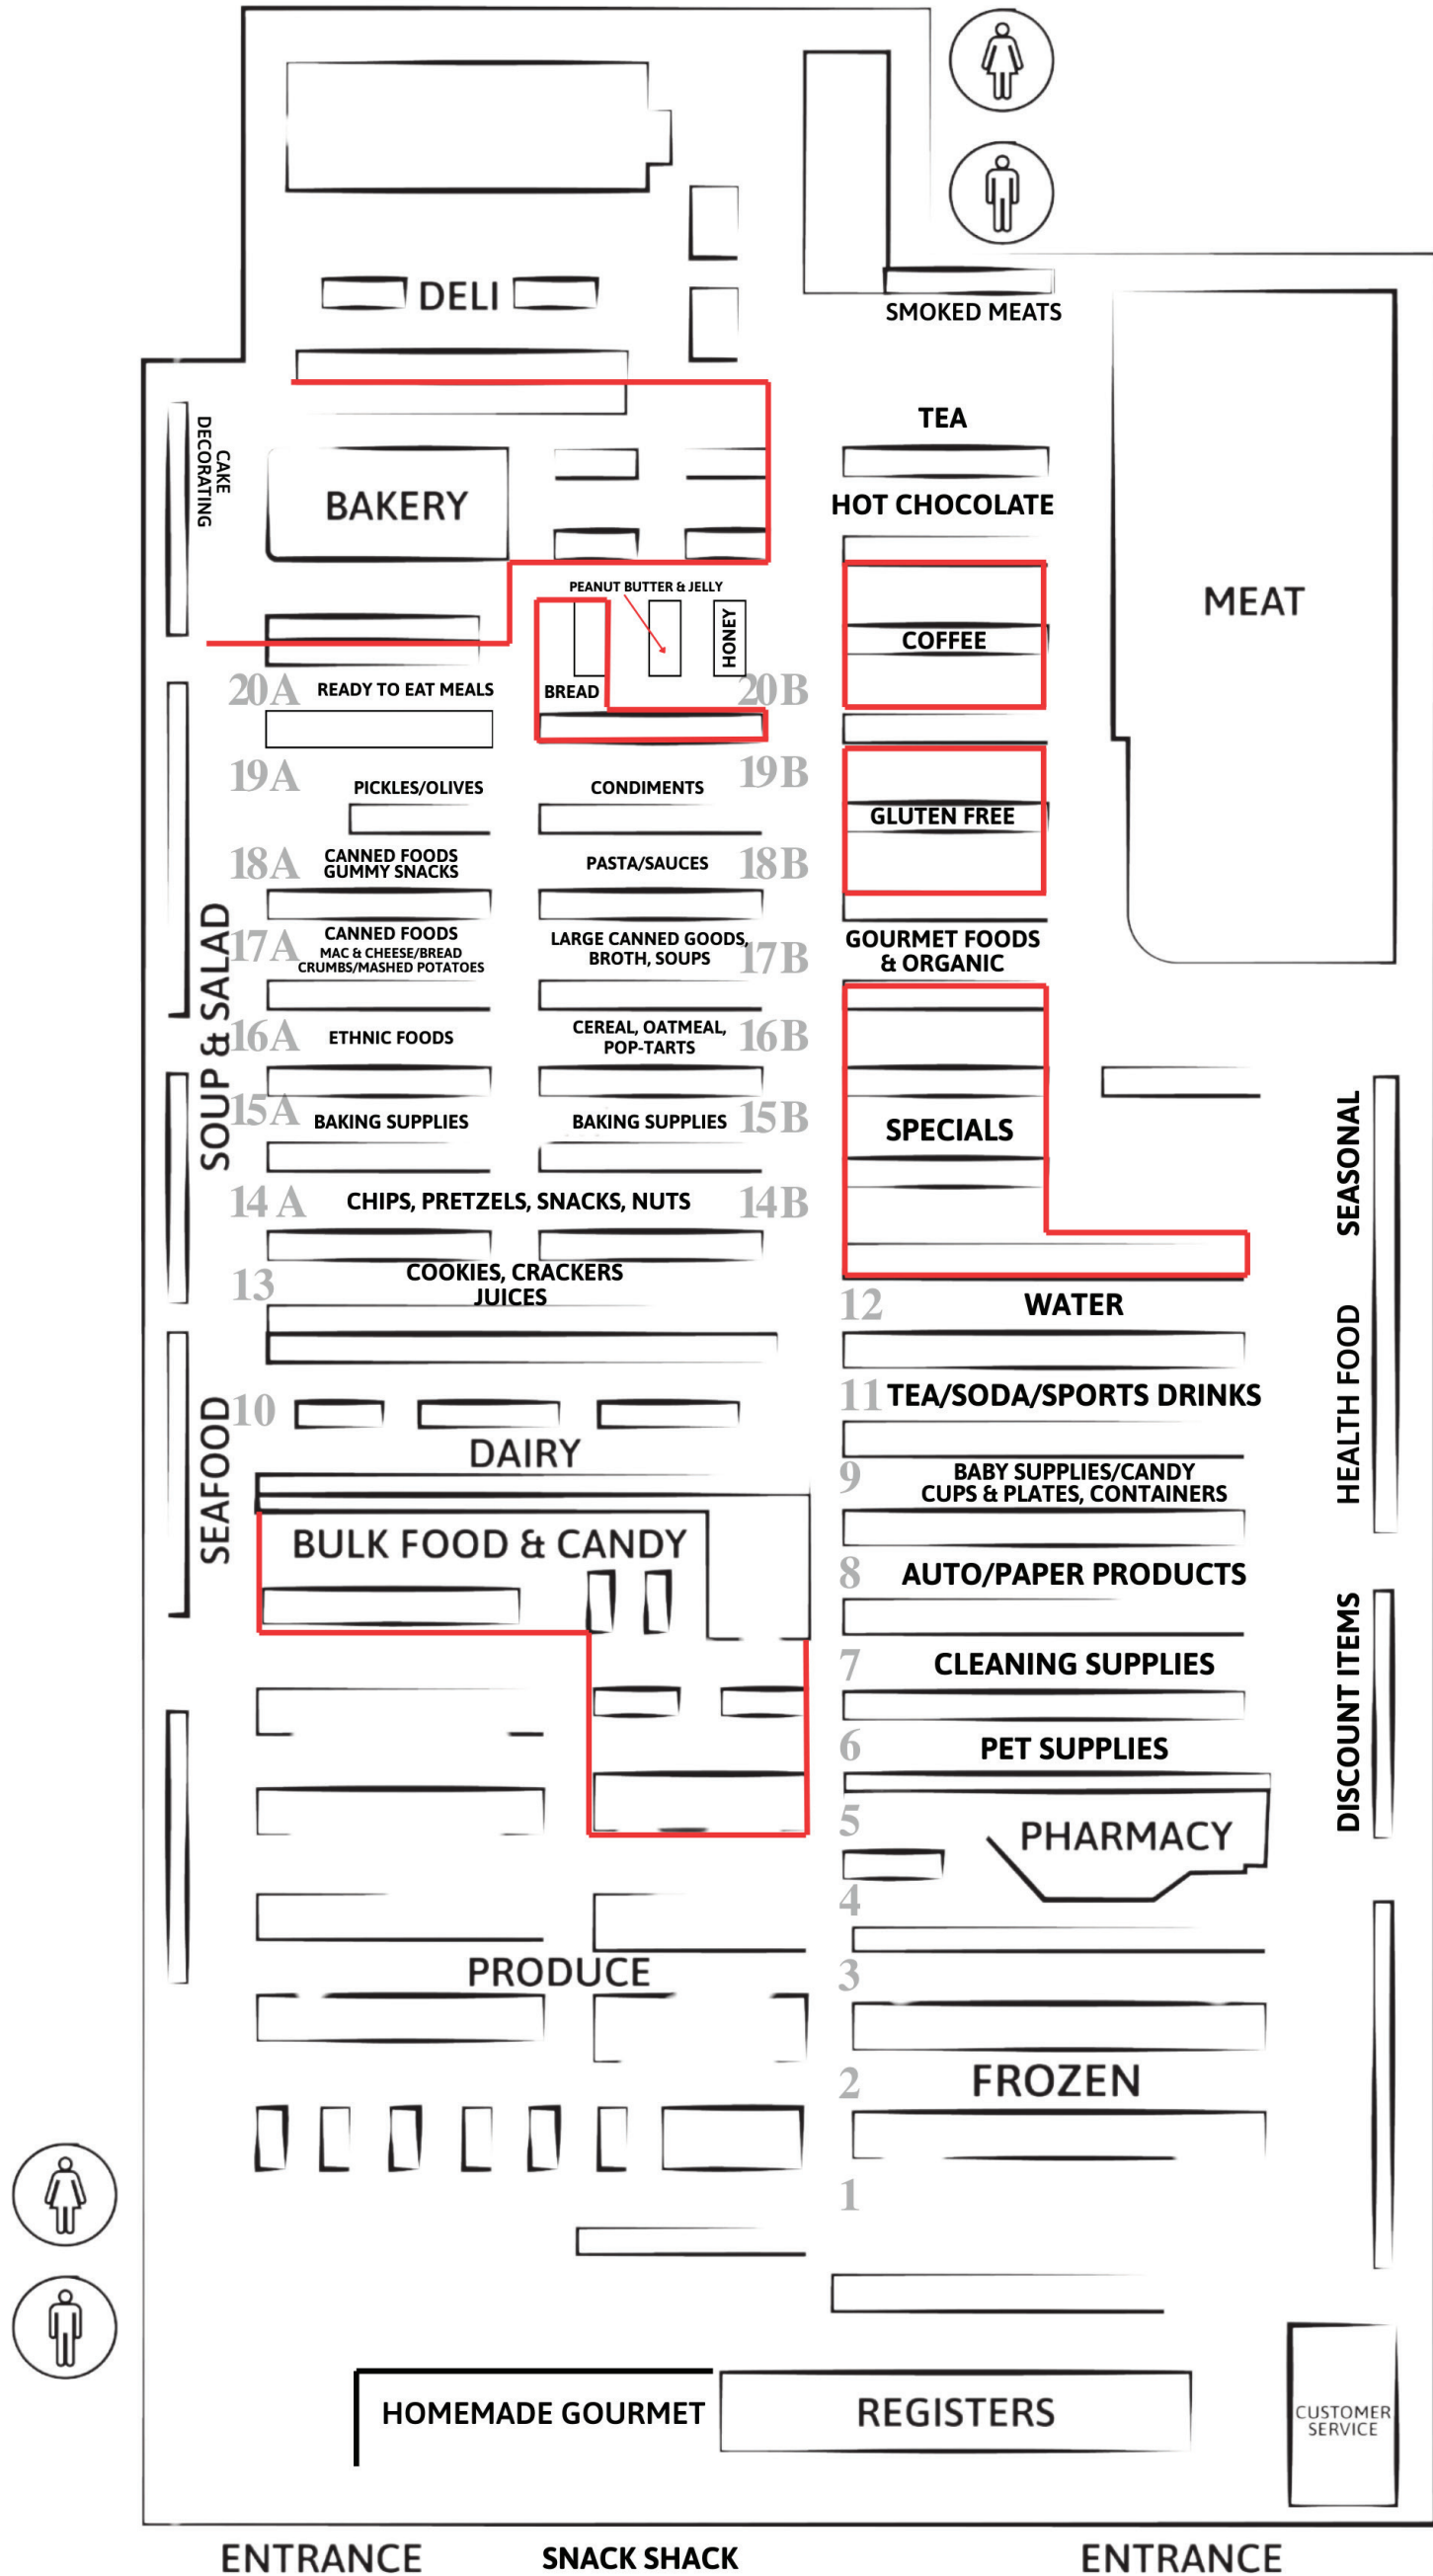 DELI
SMOKED MEATS
CAKE
DECORATING
BAKERY
TEA
HOT CHOCOLATE
MEAT
PEANUT BUTTER & JELLY
HONEY
COFFEE
20A READY TO EAT MEALS
BREAD
20B
19A PICKLES/OLIVES
CONDIMENTS 19B
GLUTEN FREE
18A CANNED FOODS
GUMMY SNACKS
PASTA/SAUCES 18B
17A CANNED FOODS
MAC & CHEESE/BREAD
CRUMBS/MASHED POTATOES
LARGE CANNED GOODS,
BROTH, SOUPS 17B
GOURMET FOODS
& ORGANIC
SOUP & SALAD
16A ETHNIC FOODS
CEREAL, OATMEAL,
POP-TARTS 16B
15A BAKING SUPPLIES
BAKING SUPPLIES 15B
SPECIALS
SEASONAL
14A CHIPS, PRETZELS, SNACKS, NUTS 14B
13 COOKIES, CRACKERS
JUICES
12 WATER
HEALTH FOOD
11 TEA/SODA/SPORTS DRINKS
SEAFOOD
10
DAIRY
9 BABY SUPPLIES/CANDY
CUPS & PLATES, CONTAINERS
BULK FOOD & CANDY
8 AUTO/PAPER PRODUCTS
7 CLEANING SUPPLIES
DISCOUNT ITEMS
6 PET SUPPLIES
5
PHARMACY
4
PRODUCE
3
2 FROZEN
1
HOMEMADE GOURMET
REGISTERS
CUSTOMER
SERVICE
ENTRANCE
SNACK SHACK
ENTRANCE